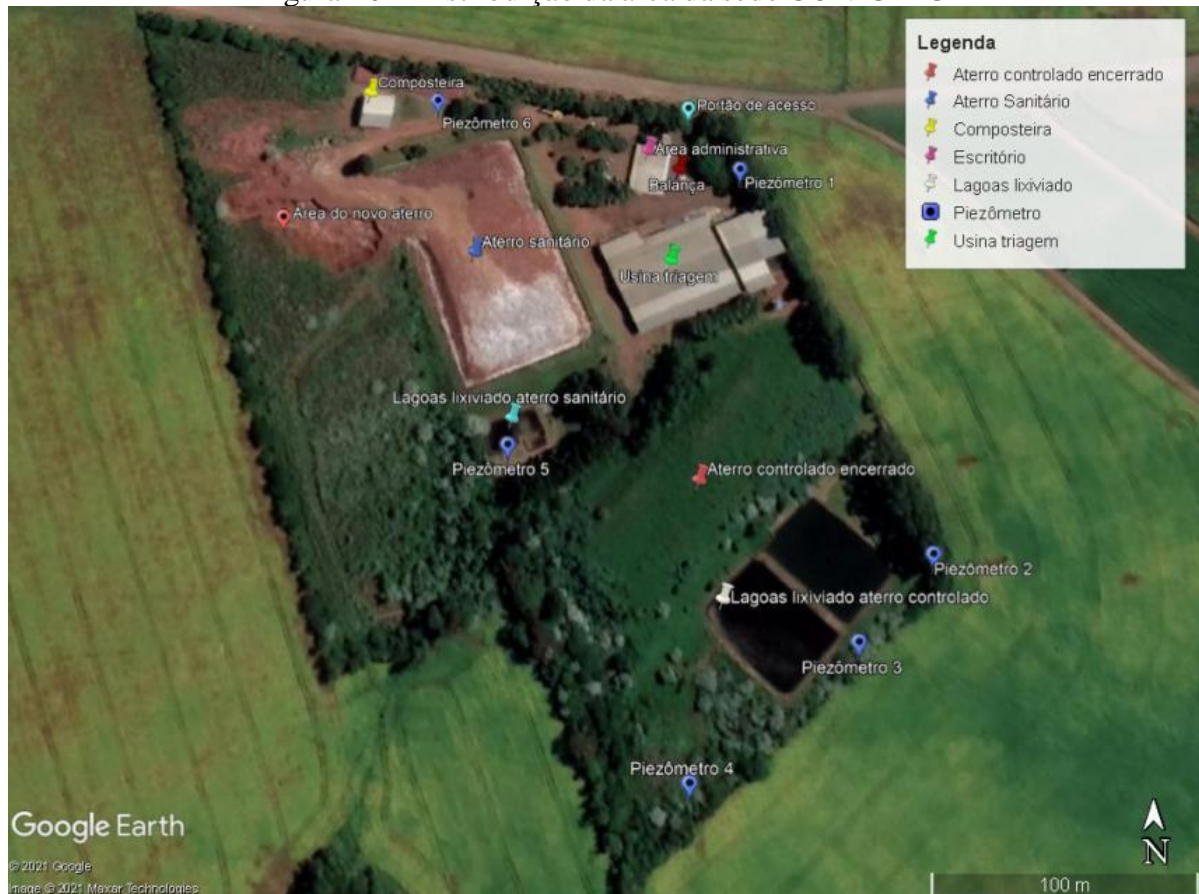 Legenda
Aterro controlado encerrado
Aterro Sanitário
Composteira
Escritório
Lagoas lixiviado
Piezômetro
Usina triagem
Composteira
Piezômetro 6
Portão de acesso
Área administrativa
Balança
Piezômetro 1
Área do novo aterro
Aterro sanitário
Usina triagem
Lagoas lixiviado aterro sanitário
Piezômetro 5
Aterro controlado encerrado
Piezômetro 2
Lagoas lixiviado aterro controlado
Piezômetro 3
Piezômetro 4
Google Earth
© 2021 Google
Image © 2021 Maxar Technologies
N
100 m